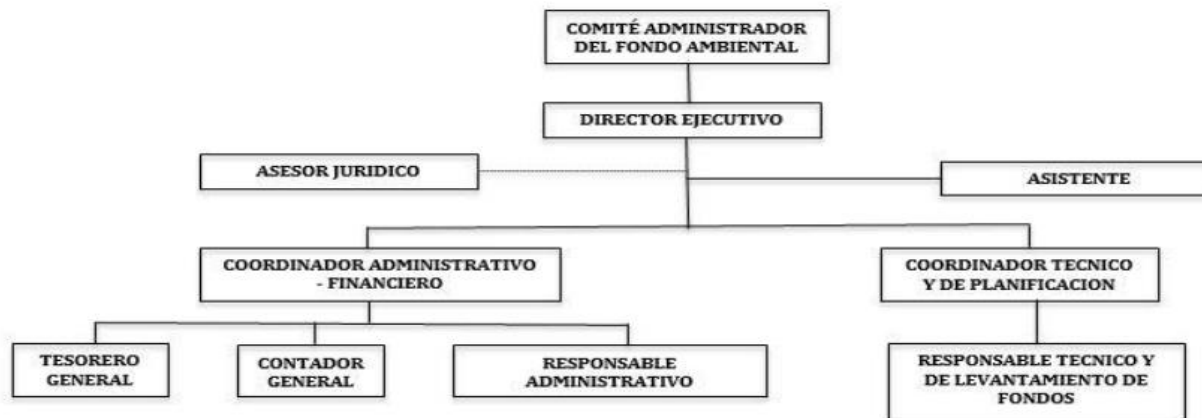 COMITÉ ADMINISTRADOR
DEL FONDO AMBIENTAL
DIRECTOR EJECUTIVO
ASESOR JURIDICO
ASISTENTE
COORDINADOR ADMINISTRATIVO
- FINANCIERO
COORDINADOR TECNICO
Y DE PLANIFICACION
TESORERO
GENERAL
CONTADOR
GENERAL
RESPONSABLE
ADMINISTRATIVO
RESPONSABLE TECNICO Y
DE LEVANTAMIENTO DE
FONDOS